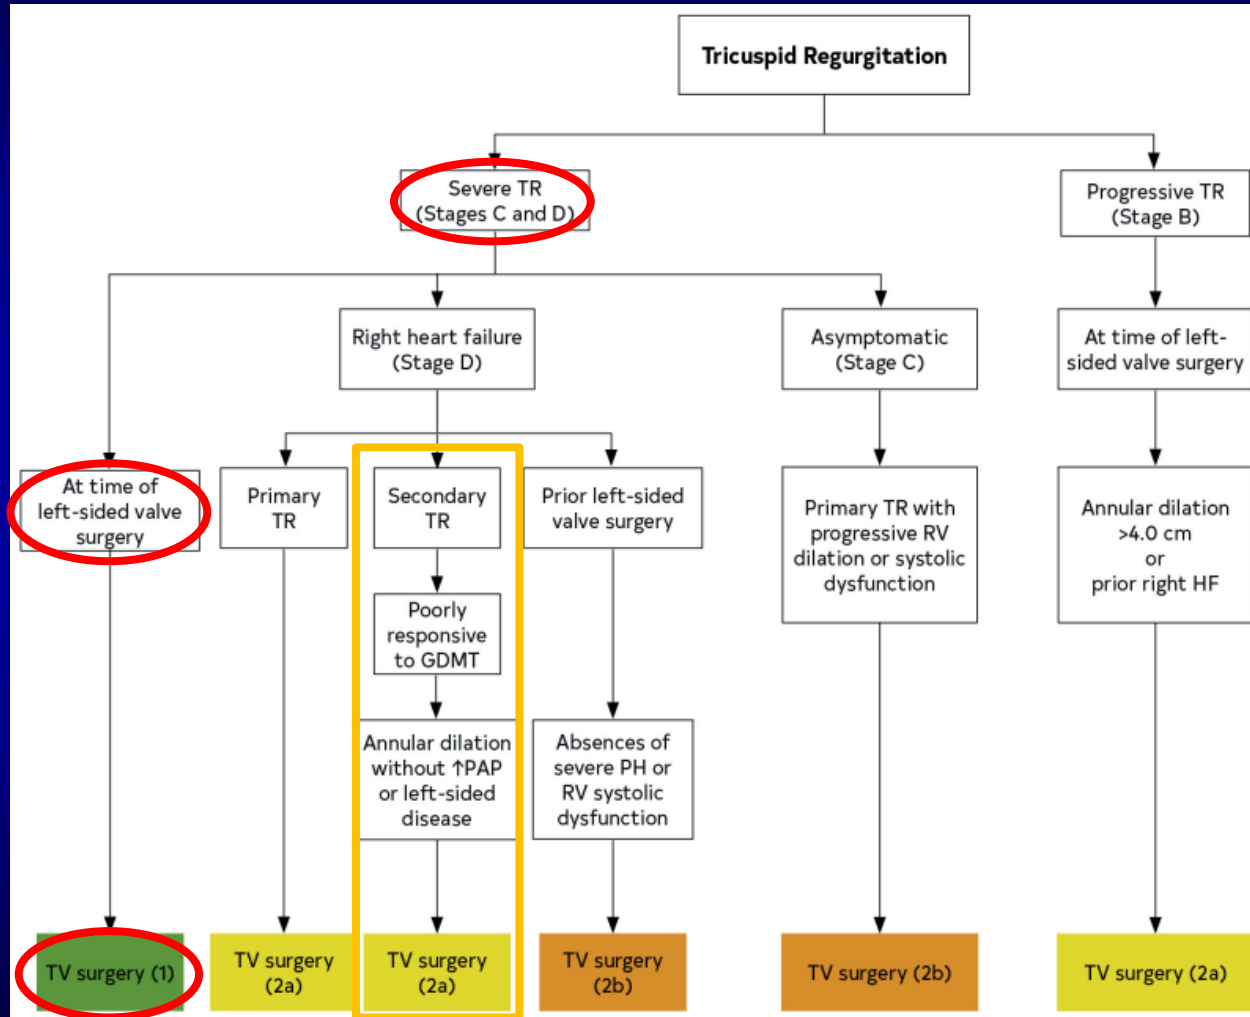 Tricuspid Regurgitation
Severe TR
(Stages C and D)
Progressive TR
(Stage B)
Right heart failure
(Stage D)
Asymptomatic
(Stage C)
At time of left-
sided valve surgery
At time of
left-sided valve
surgery
Primary
TR
Secondary
TR
Prior left-sided
valve surgery
Primary TR with
progressive RV
dilation or systolic
dysfunction
Annular dilation
>4.0 cm
or
prior right HF
Poorly
responsive
to GDMT
Annular dilation
without ↑PAP
or left-sided
disease
Absences of
severe PH or
RV systolic
dysfunction
TV surgery (1)
TV surgery
(2a)
TV surgery
(2a)
TV surgery
(2b)
TV surgery (2b)
TV surgery (2a)